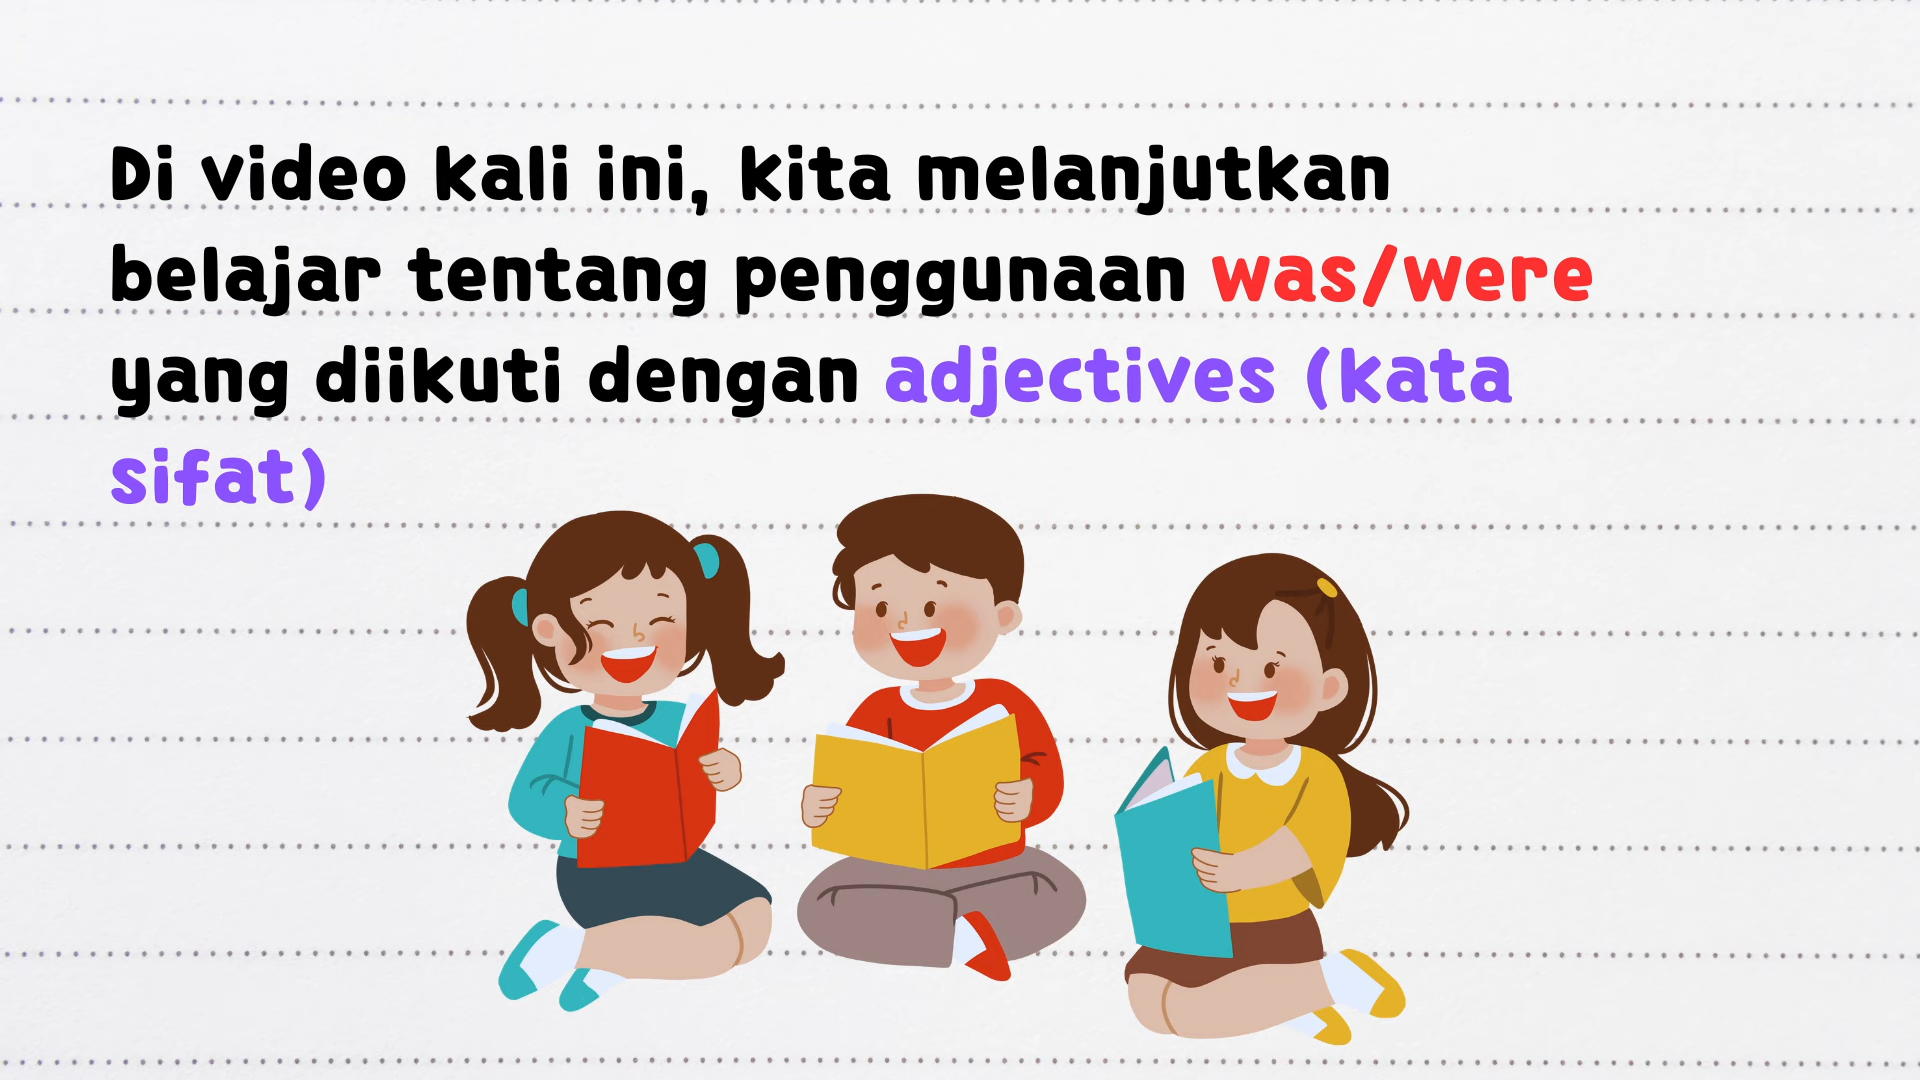 Di video kali ini, kita melanjutkan
belajar tentang penggunaan was/were
yang diikuti dengan adjectives (kata
sifat)